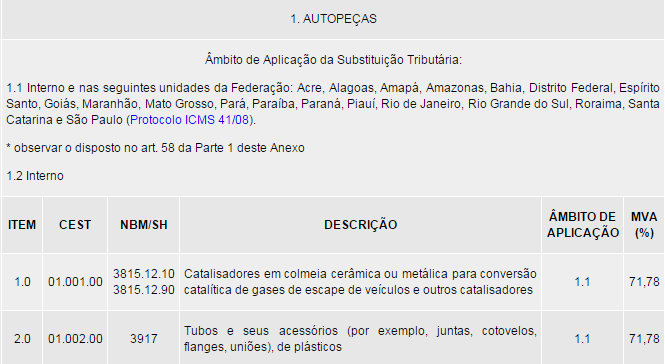 1. AUTOPEÇAS
Âmbito de Aplicação da Substituição Tributária:
1.1 Interno e nas seguintes unidades da Federação: Acre, Alagoas, Amapá, Amazonas, Bahia, Distrito Federal, Espírito
Santo, Goiás, Maranhão, Mato Grosso, Pará, Paraíba, Paraná, Piauí, Rio de Janeiro, Rio Grande do Sul, Roraima, Santa
Catarina e São Paulo (Protocolo ICMS 41/08).
* observar o disposto no art. 58 da Parte 1 deste Anexo
1.2 Interno
ITEM CEST NBM/SH DESCRIÇÃO ÂMBITO DE APLICAÇÃO MVA (%)
1.0 01.001.00 3815.12.10 3815.12.90 Catalisadores em colmeia cerâmica ou metálica para conversão catalítica de gases de escape de veículos e outros catalisadores 1.1 71,78
2.0 01.002.00 3917 Tubos e seus acessórios (por exemplo, juntas, cotovelos, flanges, uniões), de plásticos 1.1 71,78